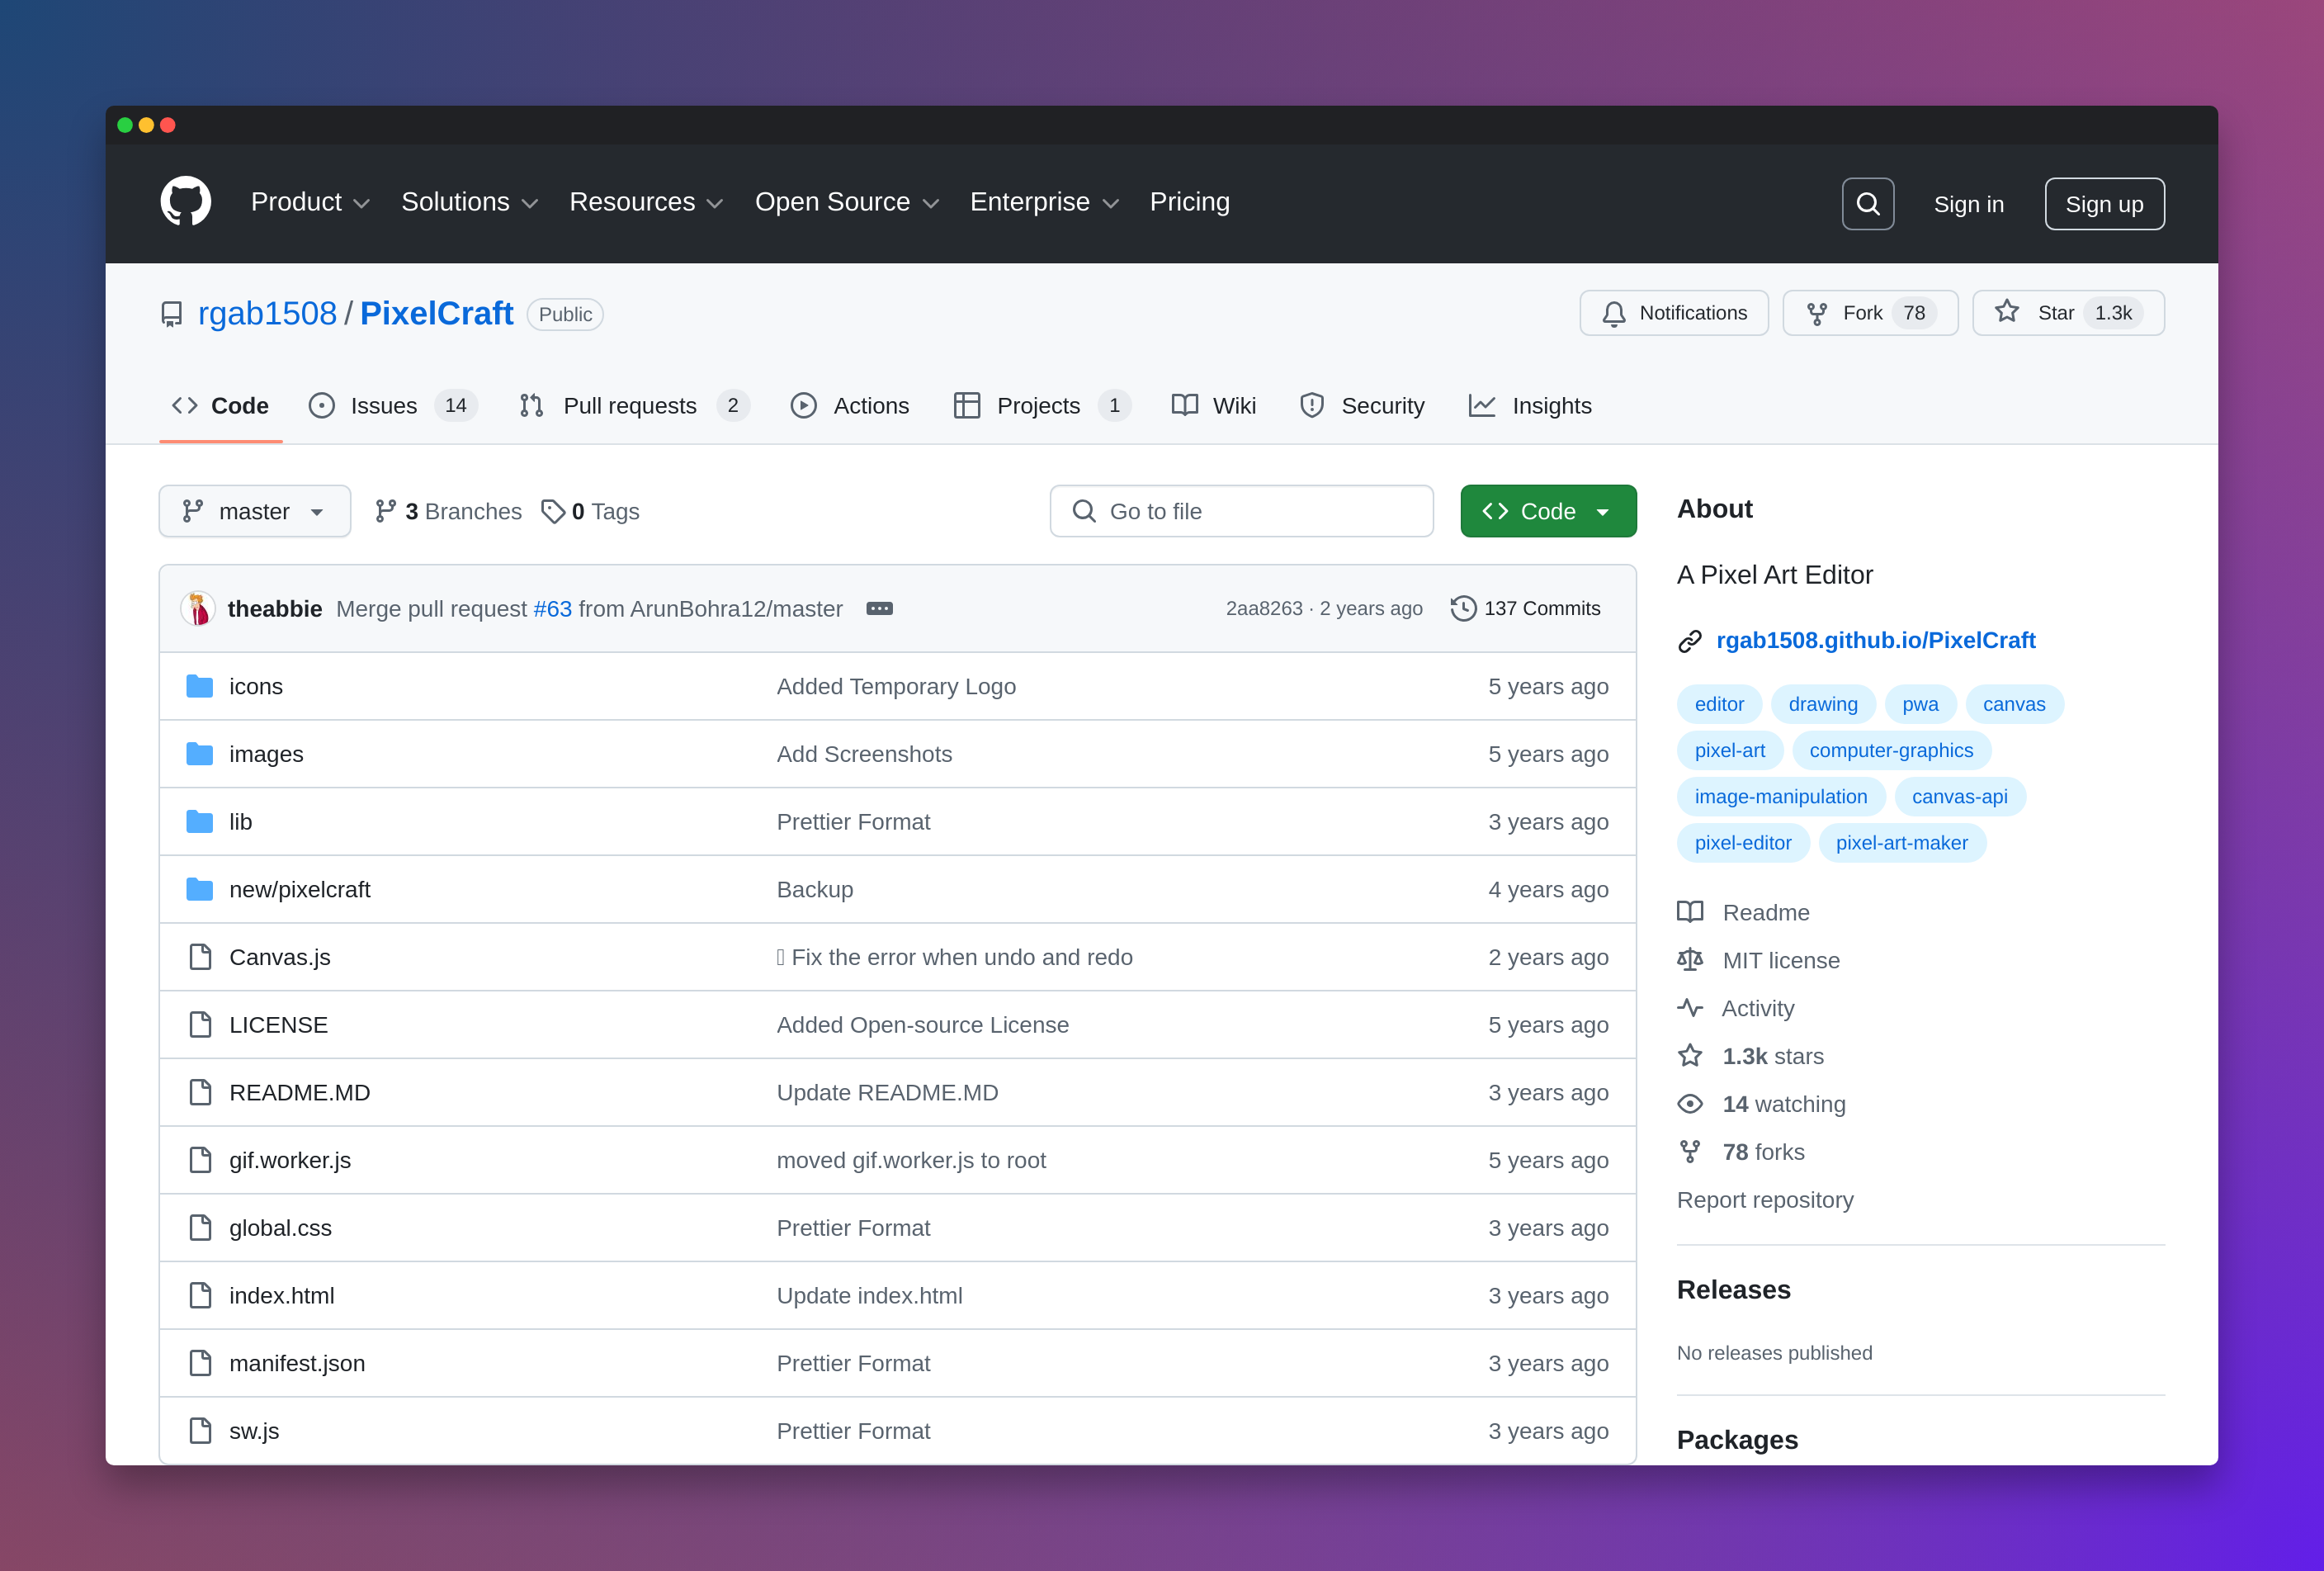 Product Solutions Resources Open Source Enterprise Pricing Sign in Sign up
rgab1508 / PixelCraft Public Notifications Fork 78 Star 1.3k
Code Issues 14 Pull requests 2 Actions Projects 1 Wiki Security Insights
master 3 Branches 0 Tags Go to file Code
theabbie Merge pull request #63 from ArunBohra12/master 2aa8263 · 2 years ago 137 Commits
icons Added Temporary Logo 5 years ago
images Add Screenshots 5 years ago
lib Prettier Format 3 years ago
new/pixelcraft Backup 4 years ago
Canvas.js Fix the error when undo and redo 2 years ago
LICENSE Added Open-source License 5 years ago
README.MD Update README.MD 3 years ago
gif.worker.js moved gif.worker.js to root 5 years ago
global.css Prettier Format 3 years ago
index.html Update index.html 3 years ago
manifest.json Prettier Format 3 years ago
sw.js Prettier Format 3 years ago
About
A Pixel Art Editor
rgab1508.github.io/PixelCraft
editor drawing pwa canvas
pixel-art computer-graphics
image-manipulation canvas-api
pixel-editor pixel-art-maker
Readme
MIT license
Activity
1.3k stars
14 watching
78 forks
Report repository
Releases
No releases published
Packages